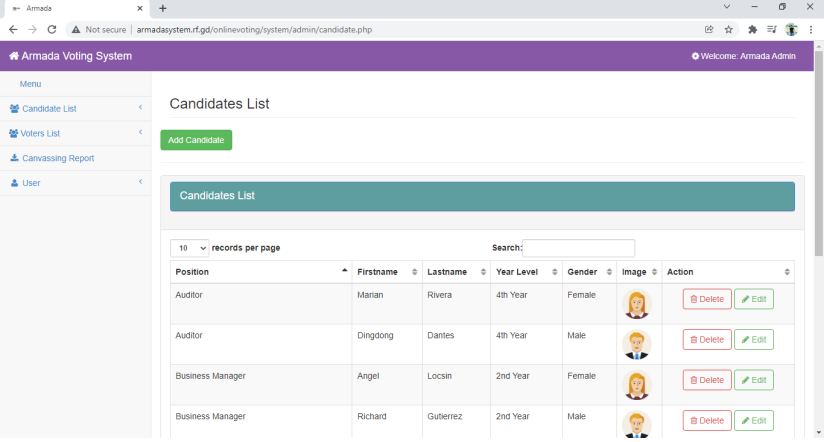 Armada
Not secure armadasystem.rf.gd/onlinevoting/system/admin/candidate.php
Armada Voting System
Welcome: Armada Admin
Menu
Candidate List
Voters List
Canvassing Report
User
Candidates List
Add Candidate
Candidates List
10 records per page Search:
Position Firstname Lastname Year Level Gender Image Action
Auditor Marian Rivera 4th Year Female Delete Edit
Auditor Dingdong Dantes 4th Year Male Delete Edit
Business Manager Angel Locsin 2nd Year Female Delete Edit
Business Manager Richard Gutierrez 2nd Year Male Delete Edit